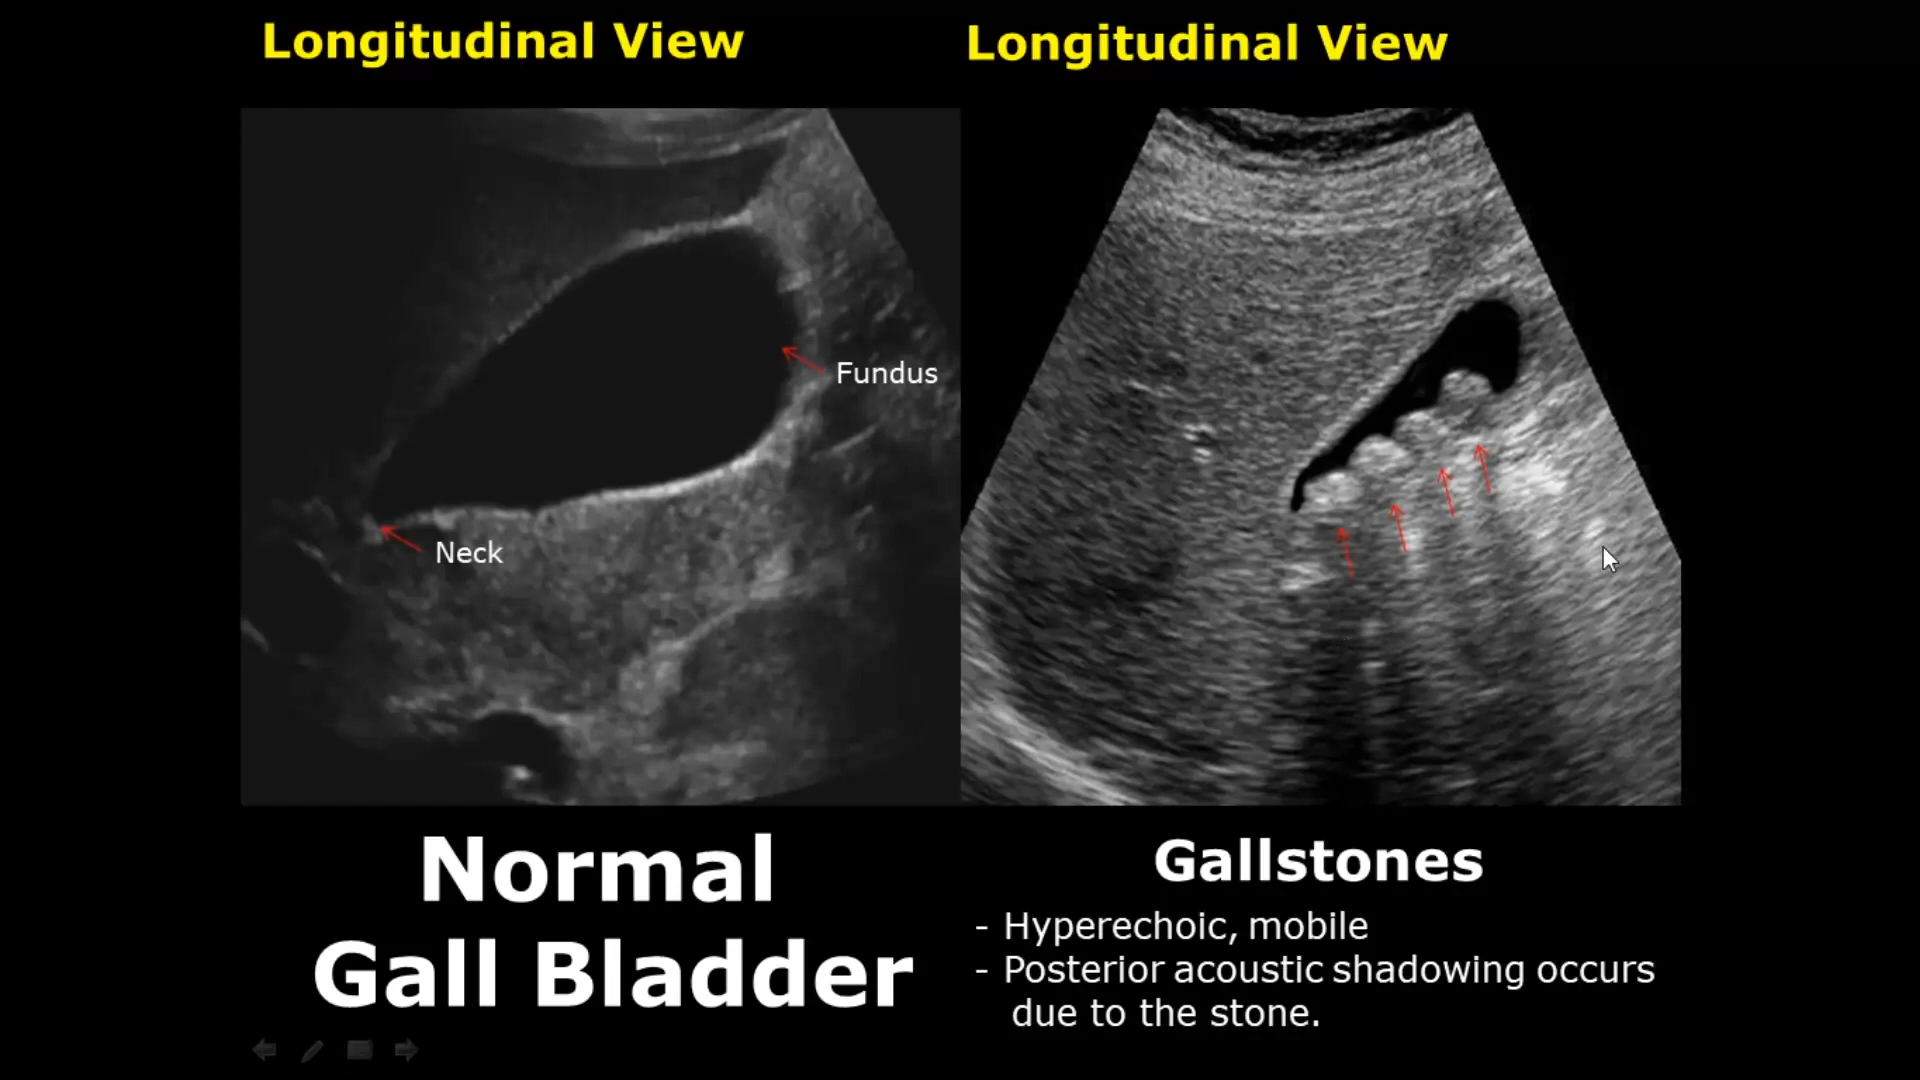 Longitudinal View
Longitudinal View
Fundus
Neck
Normal
Gall Bladder
Gallstones
- Hyperechoic, mobile
- Posterior acoustic shadowing occurs
due to the stone.